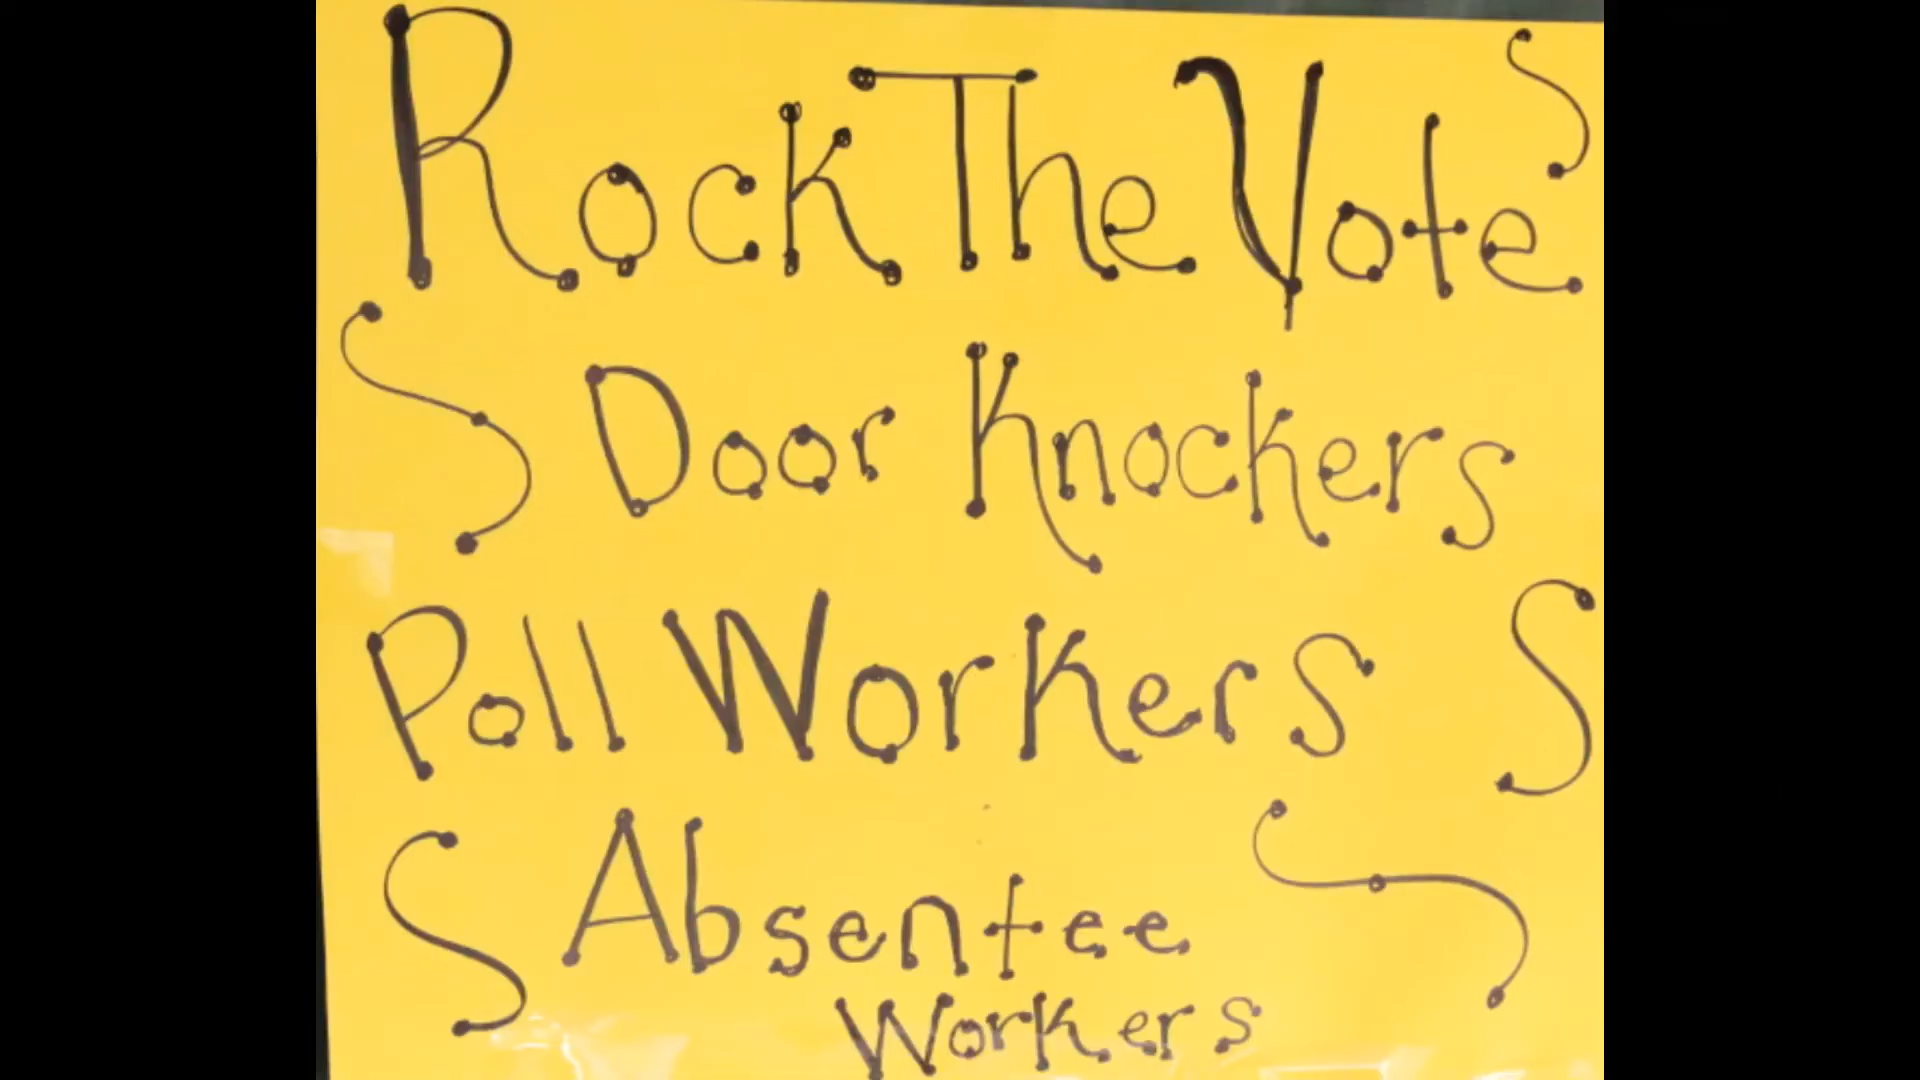 Rock The Vote
Door Knockers
Poll Workers
Absentee
Workers